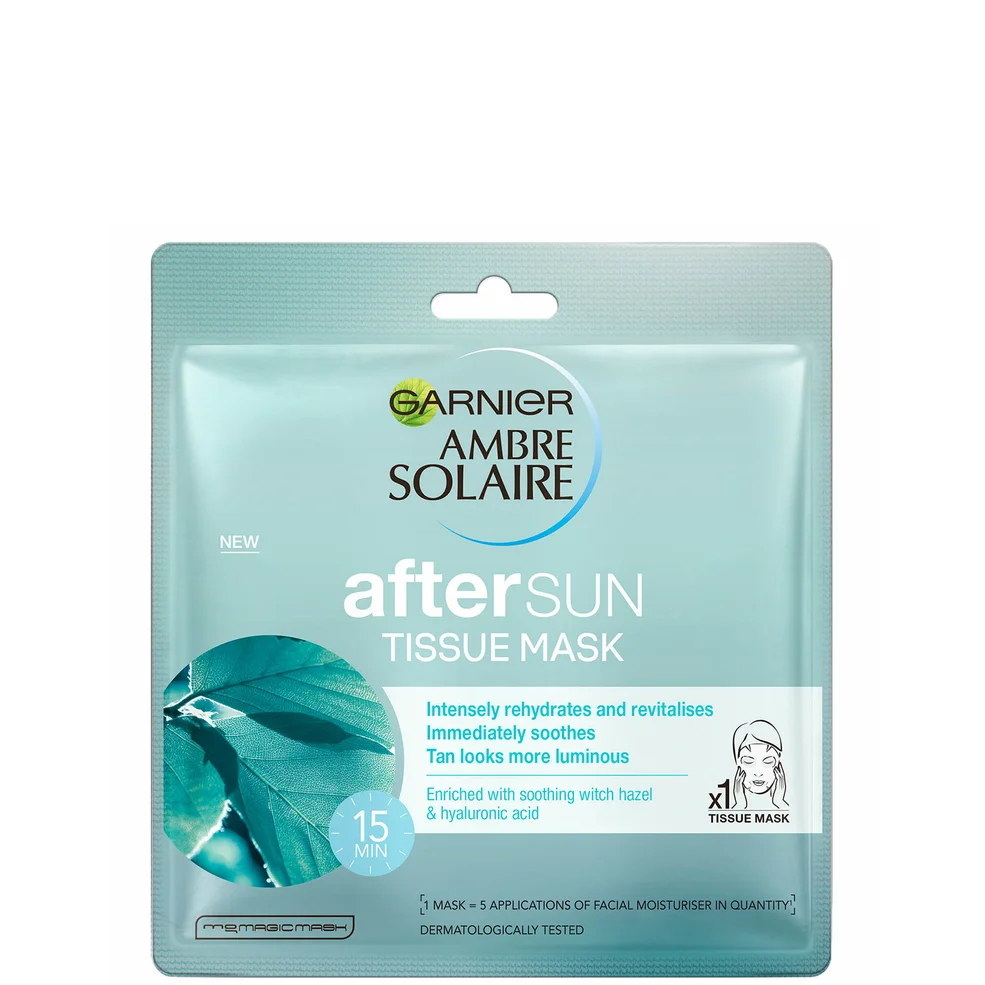 GARNIER
AMBRE
SOLAIRE
NEW
afterSUN
TISSUE MASK
Intensely rehydrates and revitalises
Immediately soothes
Tan looks more luminous
Enriched with soothing witch hazel
& hyaluronic acid
x1
TISSUE MASK
15
MIN
[1 MASK = 5 APPLICATIONS OF FACIAL MOISTURISER IN QUANTITY]
DERMATOLOGICALLY TESTED
MAGIC MASK